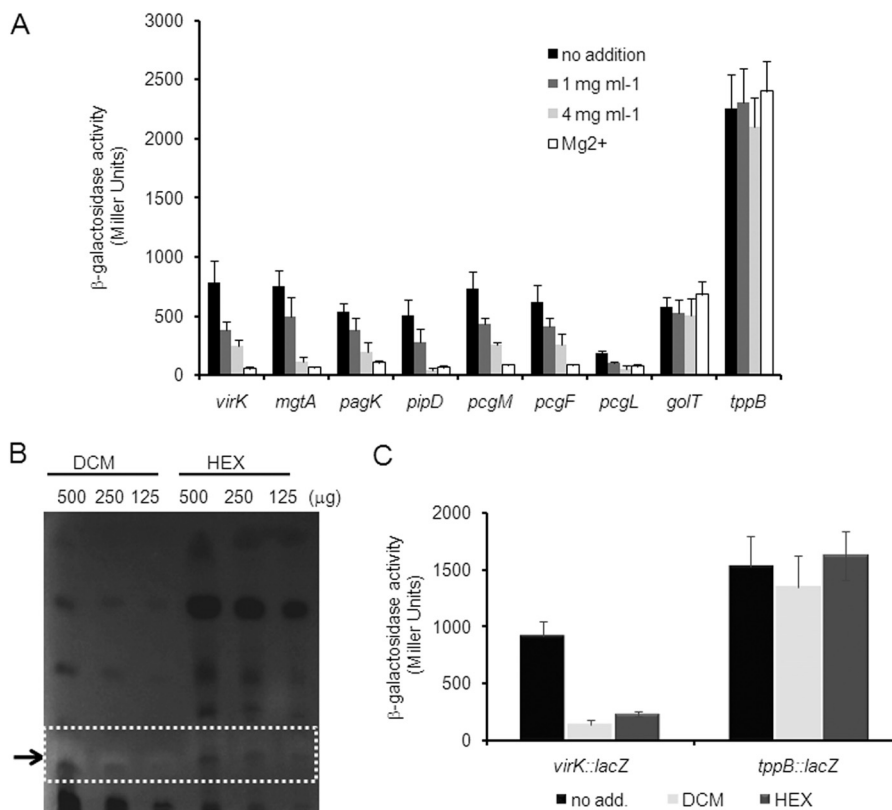 A
3000
2500
2000
1500
1000
500
0
β-galactosidase activity
(Miller Units)
no addition
1 mg ml-1
4 mg ml-1
Mg2+
virK mgtA pagK pipD pcgM pcgF pcgL golT tppB
B
DCM HEX
500 250 125 500 250 125 (μg)
C
2000
1500
1000
500
0
β-galactosidase activity
(Miller Units)
virK::lacZ tppB::lacZ
no add. DCM HEX